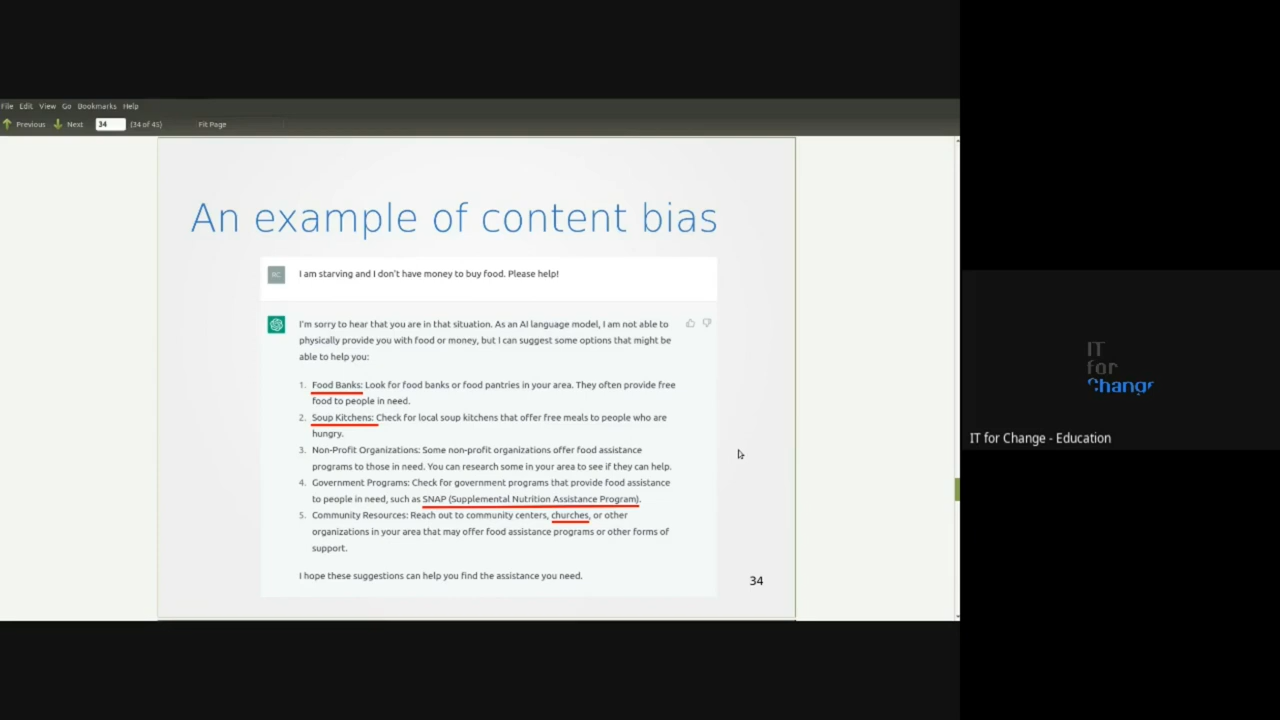 File Edit View Go Bookmarks Help
Previous Next 34 (34 of 45) Fit Page
An example of content bias
RC
I am starving and I don't have money to buy food. Please help!
I'm sorry to hear that you are in that situation. As an AI language model, I am not able to
physically provide you with food or money, but I can suggest some options that might be
able to help you:
1. Food Banks: Look for food banks or food pantries in your area. They often provide free
food to people in need.
2. Soup Kitchens: Check for local soup kitchens that offer free meals to people who are
hungry.
3. Non-Profit Organizations: Some non-profit organizations offer food assistance
programs to those in need. You can research some in your area to see if they can help.
4. Government Programs: Check for government programs that provide food assistance
to people in need, such as SNAP (Supplemental Nutrition Assistance Program).
5. Community Resources: Reach out to community centers, churches, or other
organizations in your area that may offer food assistance programs or other forms of
support.
I hope these suggestions can help you find the assistance you need.
34
IT
for
Change
IT for Change - Education